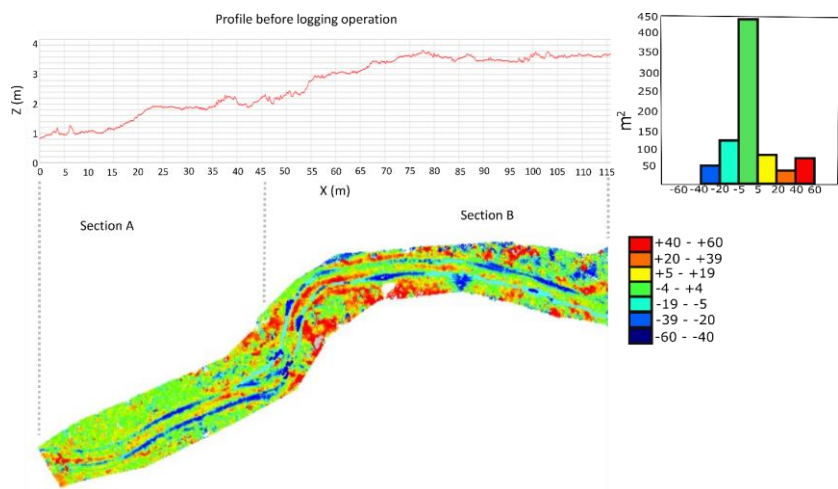 Profile before logging operation
4
3
2
1
0
Z (m)
0 5 10 15 20 25 30 35 40 45 50 55 60 65 70 75 80 85 90 95 100 105 110 115
X (m)
Section A
Section B
450
400
350
300
250
200
150
100
50
m²
-60 -40 -20 -5 5 20 40 60
+40 - +60
+20 - +39
+5 - +19
-4 - +4
-19 - -5
-39 - -20
-60 - -40